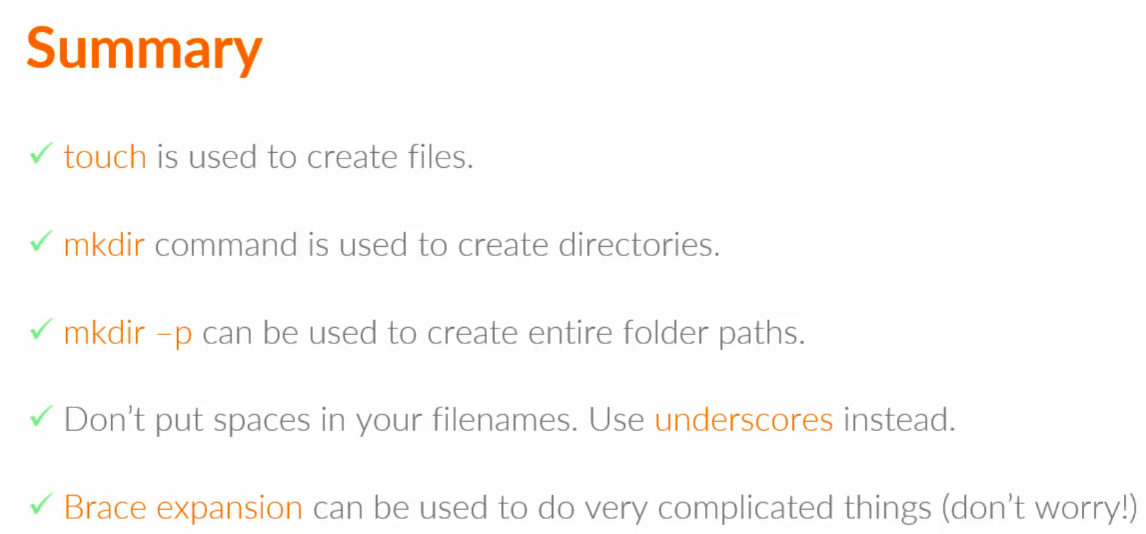 Summary
✓ touch is used to create files.
✓ mkdir command is used to create directories.
✓ mkdir –p can be used to create entire folder paths.
✓ Don’t put spaces in your filenames. Use underscores instead.
✓ Brace expansion can be used to do very complicated things (don’t worry!)